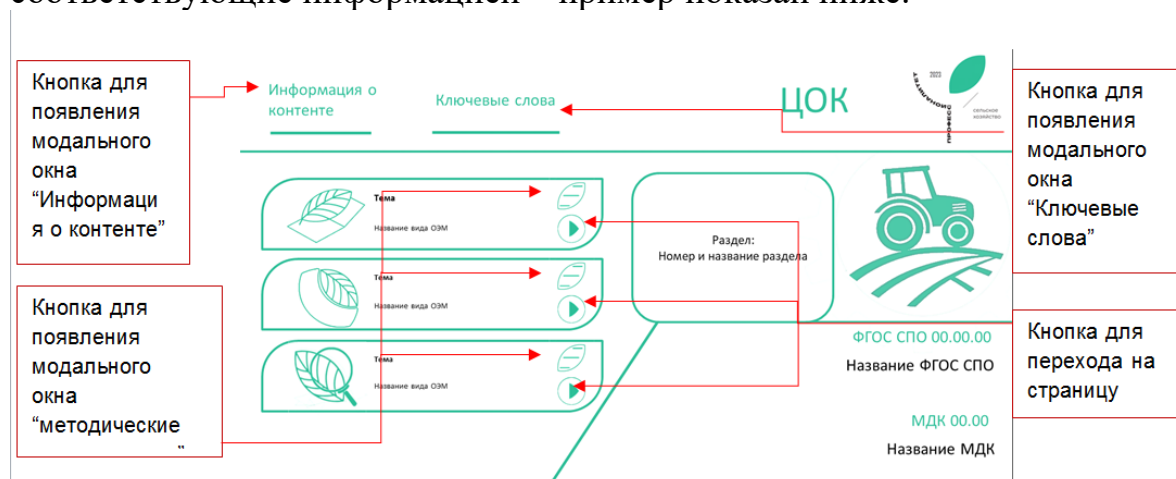 соответствующие информацией – пример показан ниже.
Кнопка для
появления
модального
окна
“Информаци
я о контенте”
Информация о
контенте
Ключевые слова
ЦОК
2023
ПРОФЕССИОНАЛИТЕТ
сельское
хозяйство
Кнопка для
появления
модального
окна
“Ключевые
слова”
Тема
Название вида ОЭМ
Тема
Название вида ОЭМ
Тема
Название вида ОЭМ
Раздел:
Номер и название раздела
Кнопка для
появления
модального
окна
“методические
”
ФГОС СПО 00.00.00
Название ФГОС СПО
МДК 00.00
Название МДК
Кнопка для
перехода на
страницу